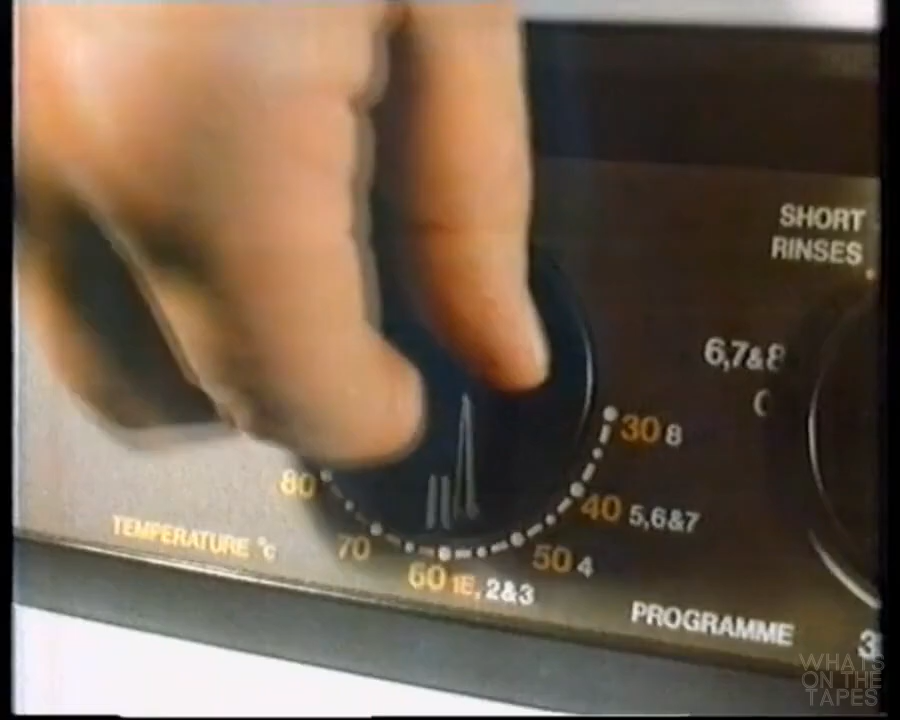 SHORT
RINSES
6,7&8
30 8
40 5,6&7
80
50 4
70
60 1E, 2&3
TEMPERATURE °c
PROGRAMME
3
WHATS
ON THE
TAPES